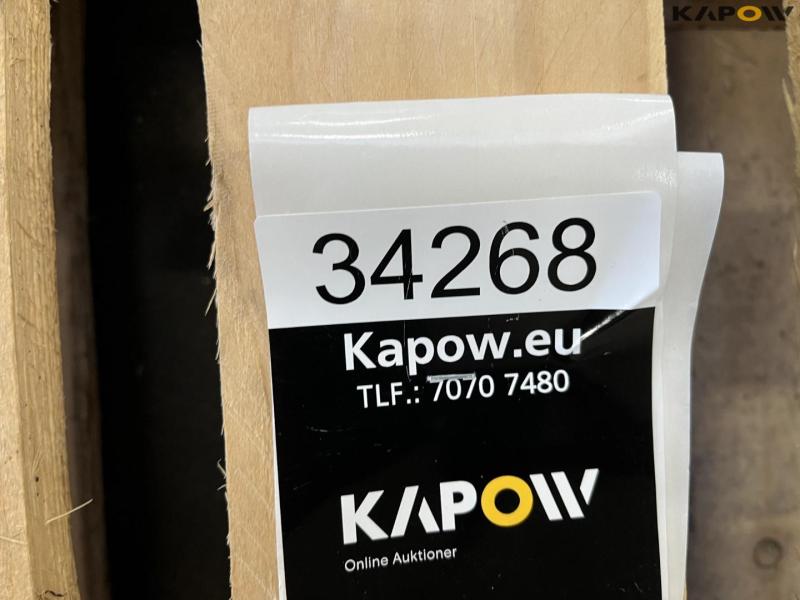 KAPOW
34268
Kapow.eu
TLF.: 7070 7480
KAPOW
Online Auktioner